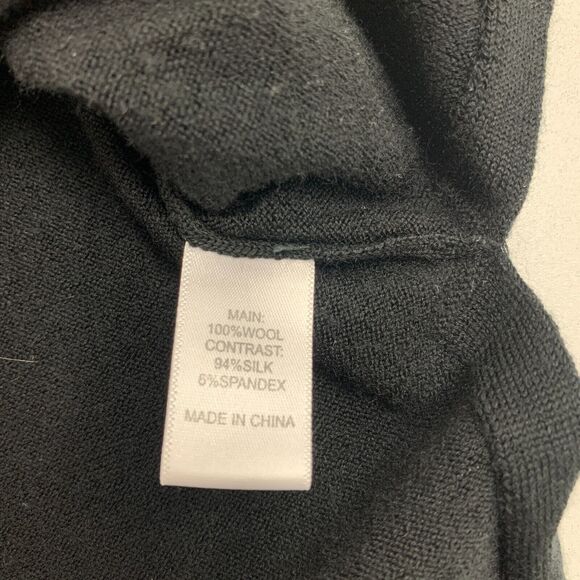 MAIN:
100%WOOL
CONTRAST:
94%SILK
6%SPANDEX
MADE IN CHINA